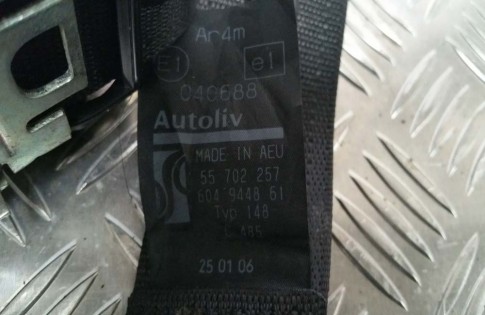 Ar4m
E1 e1
040688
Autoliv
MADE IN AEU
55 702 257
604 9448 61
Typ 148
485
25 01 06